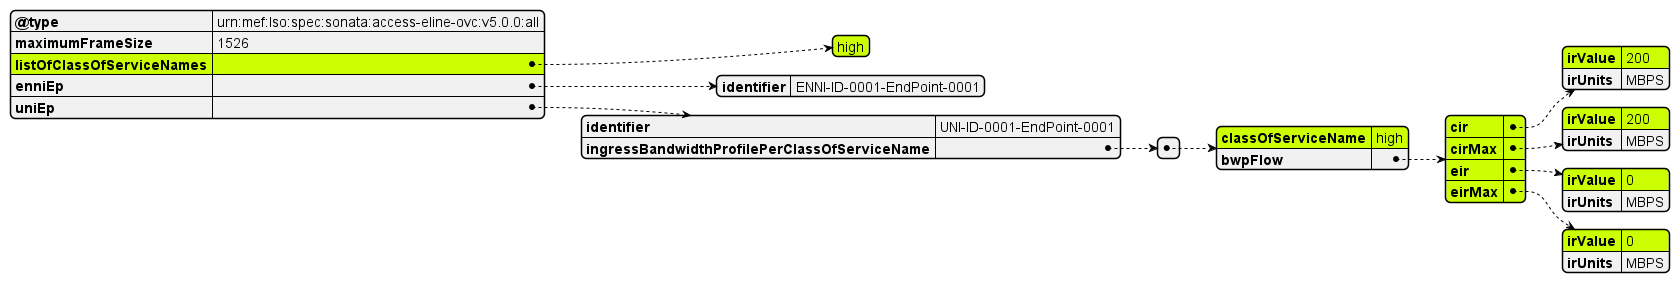 @type urn:mef:lso:spec:sonata:access-eline-ovc:v5.0.0:all
maximumFrameSize 1526
listOfClassOfServiceNames
enniEp
uniEp
high
identifier ENNI-ID-0001-EndPoint-0001
identifier UNI-ID-0001-EndPoint-0001
ingressBandwidthProfilePerClassOfServiceName
classOfServiceName high
bwpFlow
cir
cirMax
eir
eirMax
irValue 200
irUnits MBPS
irValue 200
irUnits MBPS
irValue 0
irUnits MBPS
irValue 0
irUnits MBPS